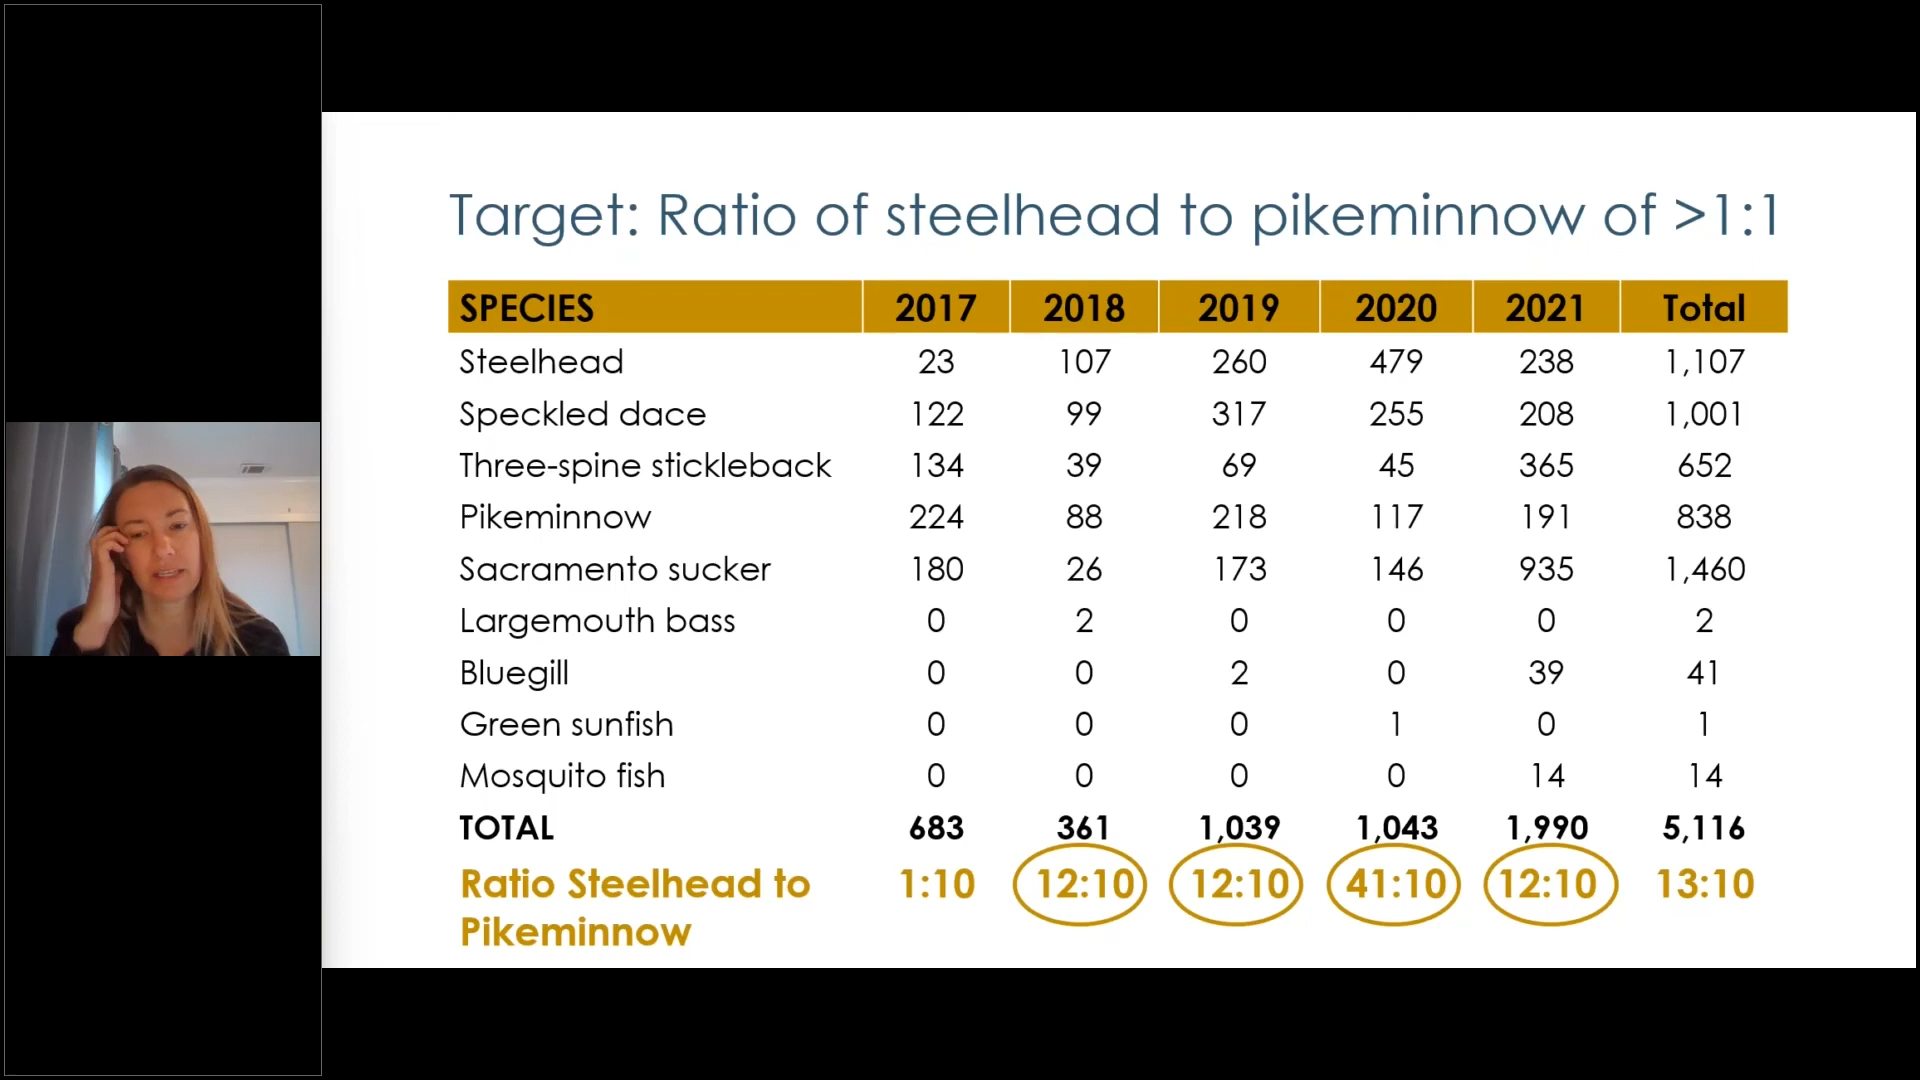 Target: Ratio of steelhead to pikeminnow of >1:1
SPECIES 2017 2018 2019 2020 2021 Total
Steelhead 23 107 260 479 238 1,107
Speckled dace 122 99 317 255 208 1,001
Three-spine stickleback 134 39 69 45 365 652
Pikeminnow 224 88 218 117 191 838
Sacramento sucker 180 26 173 146 935 1,460
Largemouth bass 0 2 0 0 0 2
Bluegill 0 0 2 0 39 41
Green sunfish 0 0 0 1 0 1
Mosquito fish 0 0 0 0 14 14
TOTAL 683 361 1,039 1,043 1,990 5,116
Ratio Steelhead to 1:10 12:10 12:10 41:10 12:10 13:10
Pikeminnow